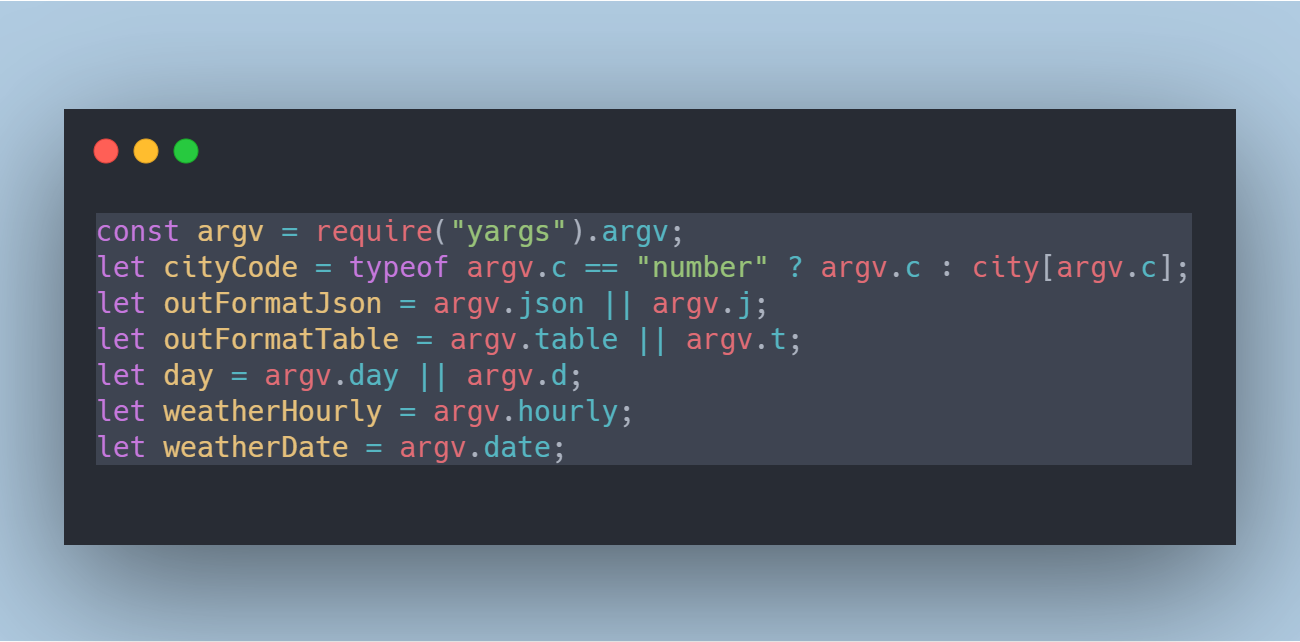 const argv = require("yargs").argv;
let cityCode = typeof argv.c == "number" ? argv.c : city[argv.c];
let outFormatJson = argv.json || argv.j;
let outFormatTable = argv.table || argv.t;
let day = argv.day || argv.d;
let weatherHourly = argv.hourly;
let weatherDate = argv.date;